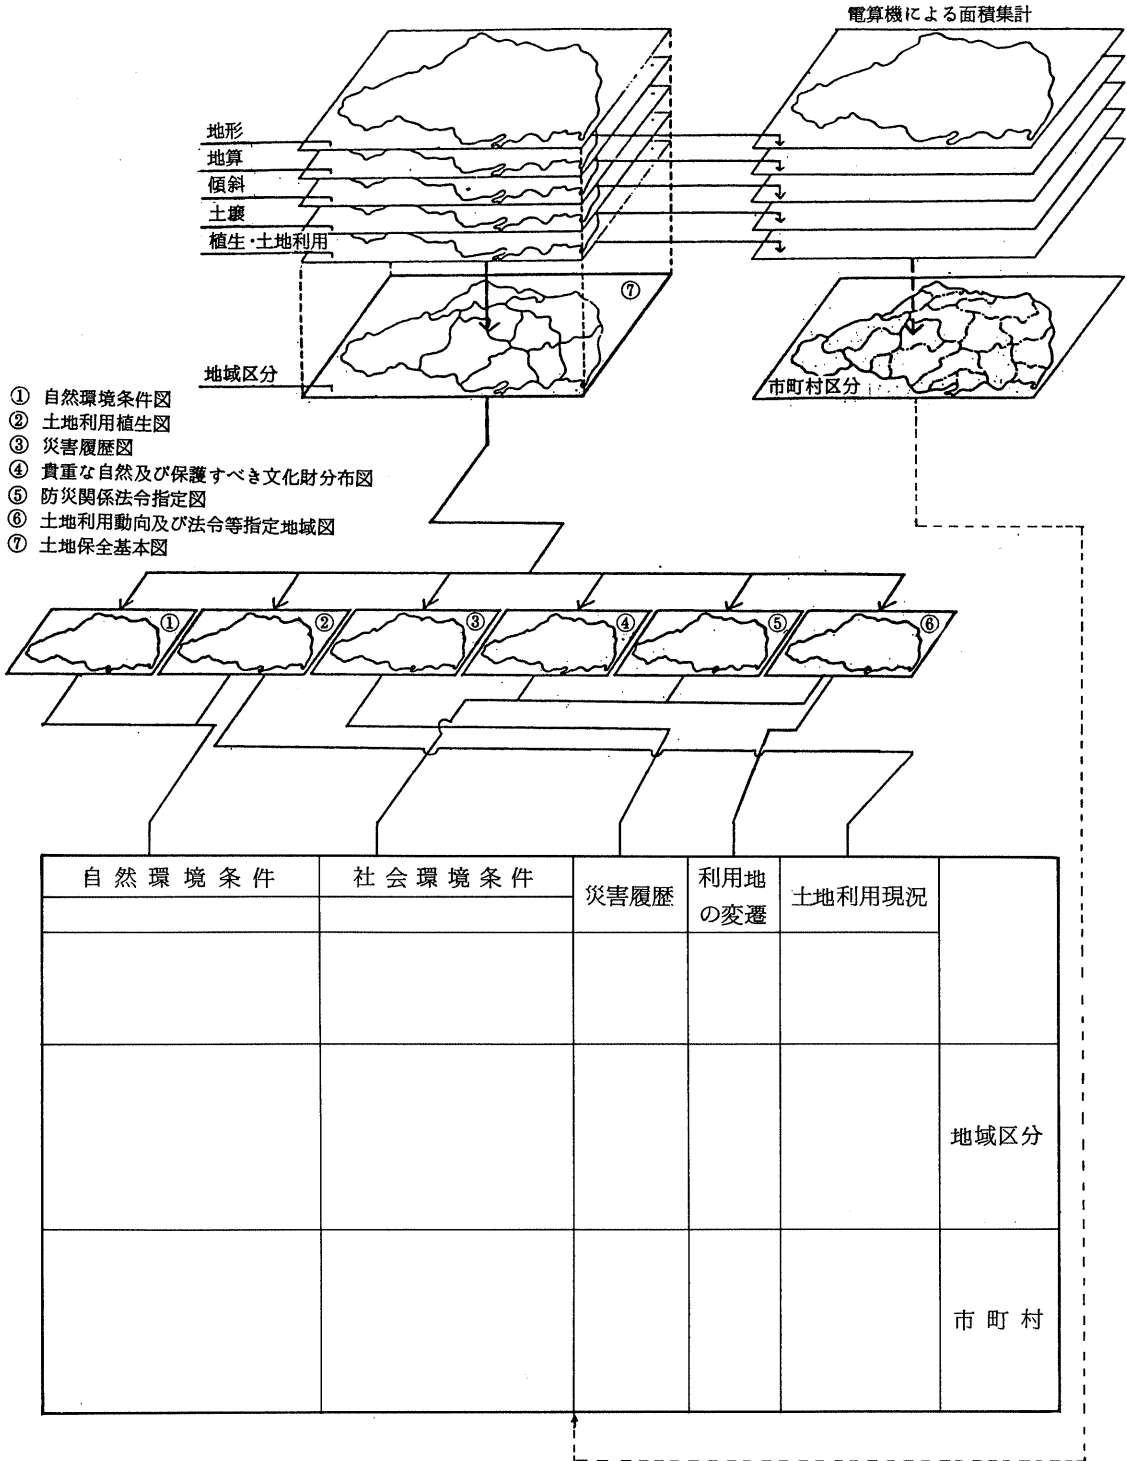 電算機による面積集計
地形
地算
傾斜
土壌
植生・土地利用
⑦
地域区分
市町村区分
① 自然環境条件図
② 土地利用植生図
③ 災害履歴図
④ 貴重な自然及び保護すべき文化財分布図
⑤ 防災関係法令指定図
⑥ 土地利用動向及び法令等指定地域図
⑦ 土地保全基本図
① ② ③ ④ ⑤ ⑥
自然環境条件 社会環境条件 災害履歴 利用地 土地利用現況
の変遷
地域区分
市町村